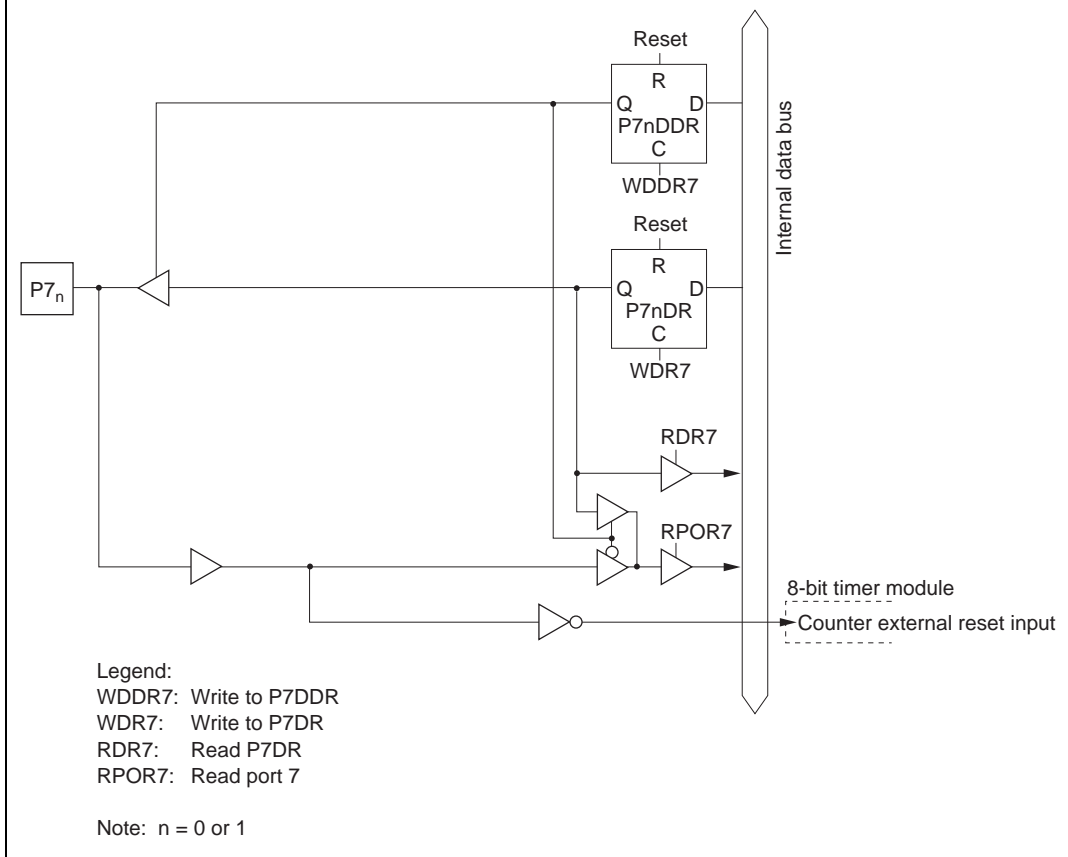 Reset
R
Q D
P7nDDR
C
WDDR7
Reset
R
Q D
P7nDR
C
WDR7
Internal data bus
P7n
RDR7
RPOR7
8-bit timer module
Counter external reset input
Legend:
WDDR7: Write to P7DDR
WDR7: Write to P7DR
RDR7: Read P7DR
RPOR7: Read port 7
Note: n = 0 or 1